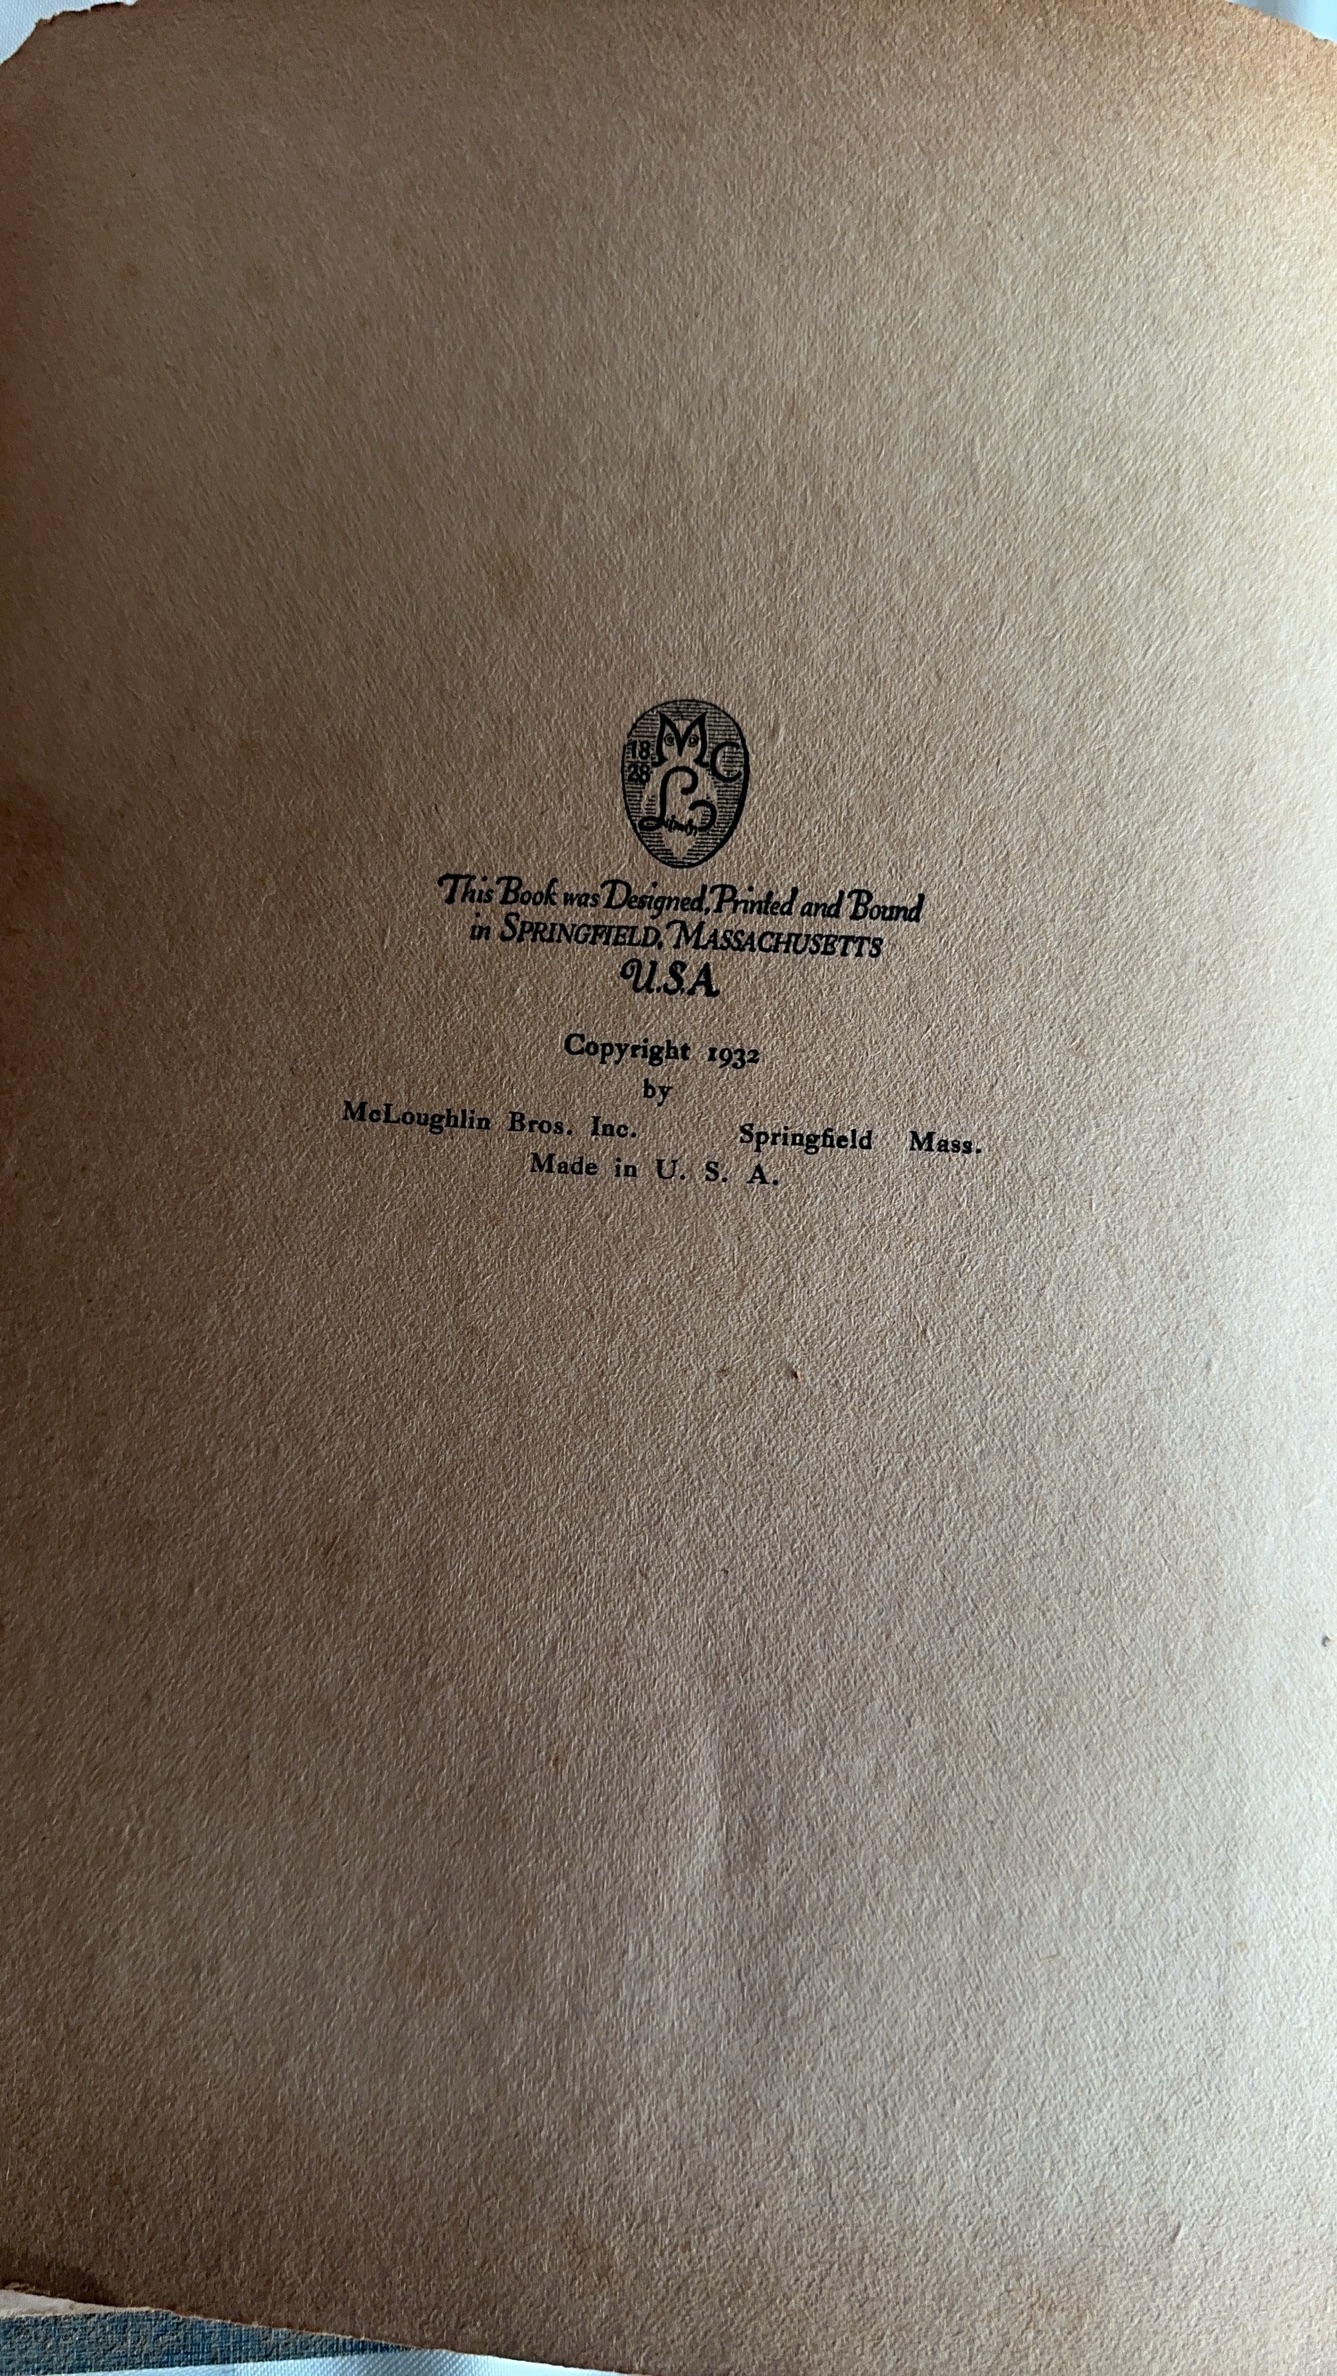 18 Mc
28 L
This Book was Designed, Printed and Bound
in SPRINGFIELD, MASSACHUSETTS
U.S.A.
Copyright 1932
by
McLoughlin Bros. Inc. Springfield Mass.
Made in U. S. A.